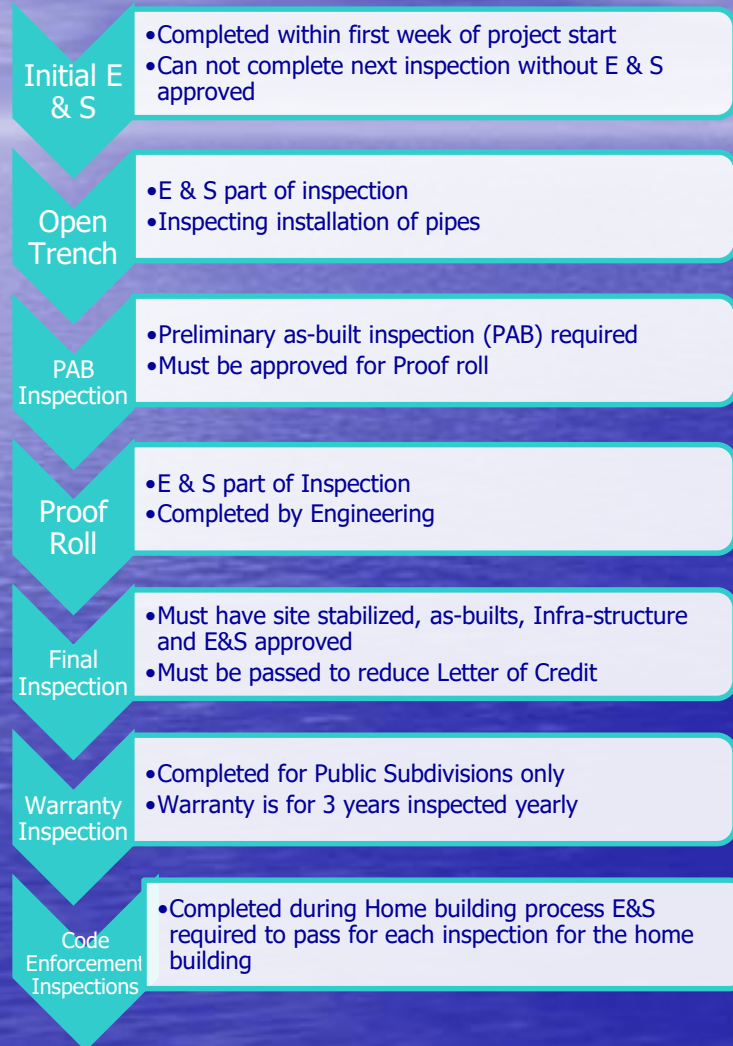 Initial E
& S
•Completed within first week of project start
•Can not complete next inspection without E & S
approved
Open
Trench
•E & S part of inspection
•Inspecting installation of pipes
PAB
Inspection
•Preliminary as-built inspection (PAB) required
•Must be approved for Proof roll
Proof
Roll
•E & S part of Inspection
•Completed by Engineering
Final
Inspection
•Must have site stabilized, as-builts, Infra-structure
and E&S approved
•Must be passed to reduce Letter of Credit
Warranty
Inspection
•Completed for Public Subdivisions only
•Warranty is for 3 years inspected yearly
Code
Enforcement
Inspections
•Completed during Home building process E&S
required to pass for each inspection for the home
building